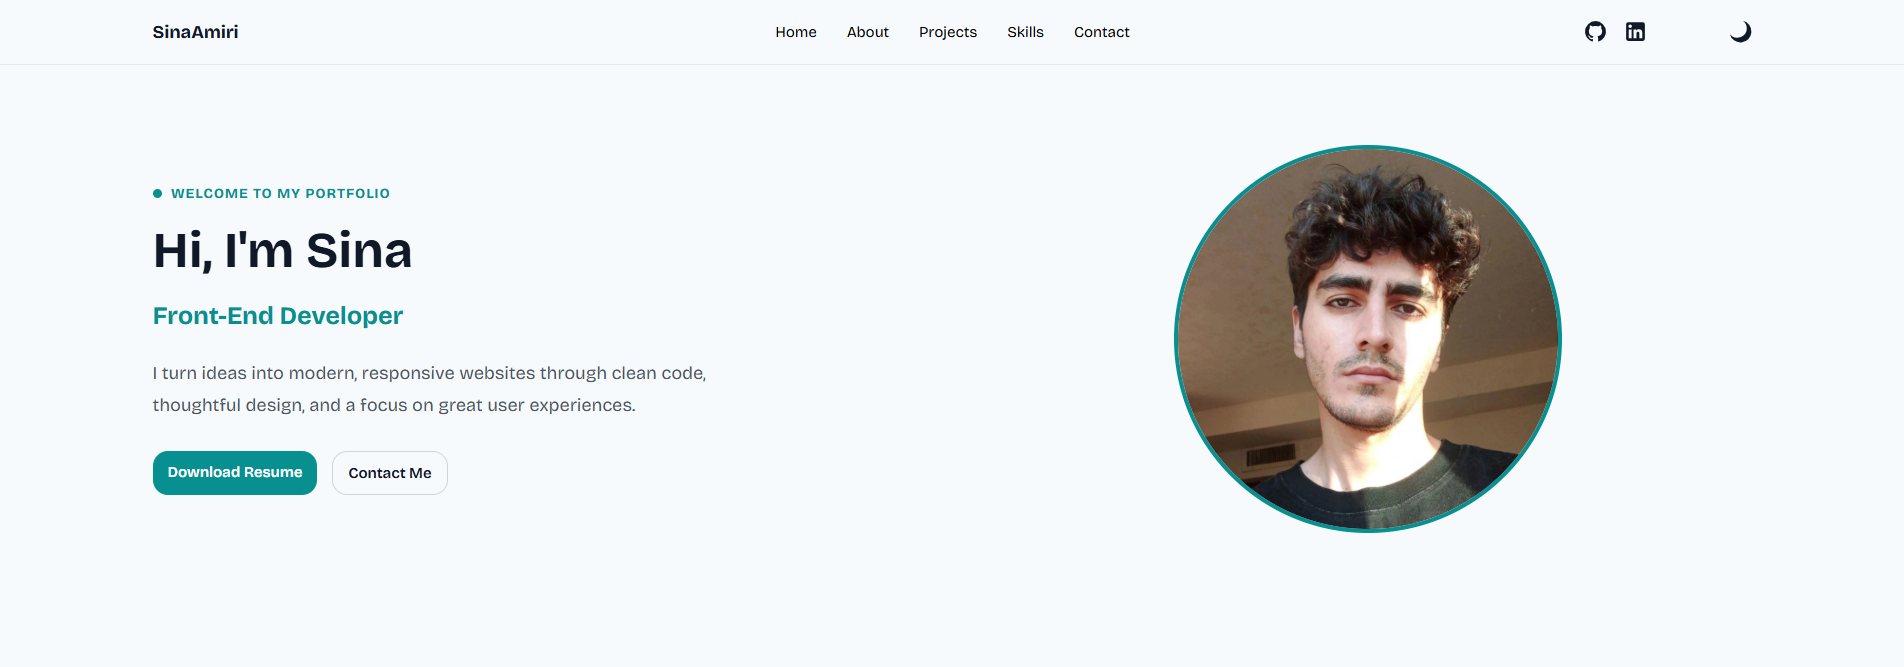 SinaAmiri
Home About Projects Skills Contact
WELCOME TO MY PORTFOLIO
Hi, I'm Sina
Front-End Developer
I turn ideas into modern, responsive websites through clean code,
thoughtful design, and a focus on great user experiences.
Download Resume Contact Me